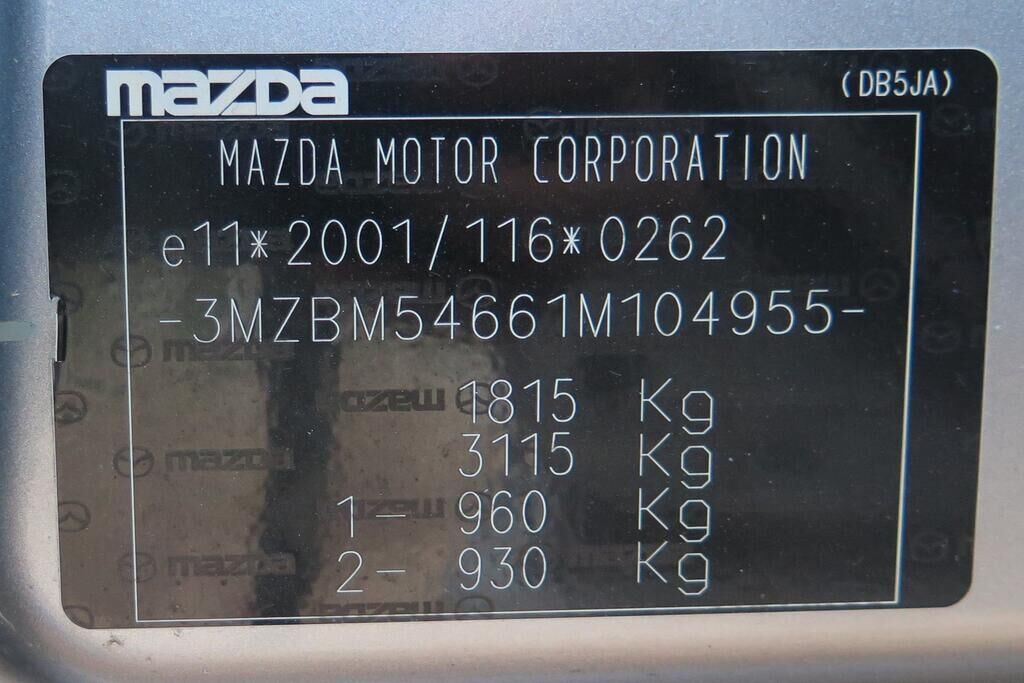 mazda
(DB5JA)
MAZDA MOTOR CORPORATION
e11*2001/116*0262
-3MZBM54661M104955-
1815 Kg
3115 Kg
1- 960 Kg
2- 930 Kg